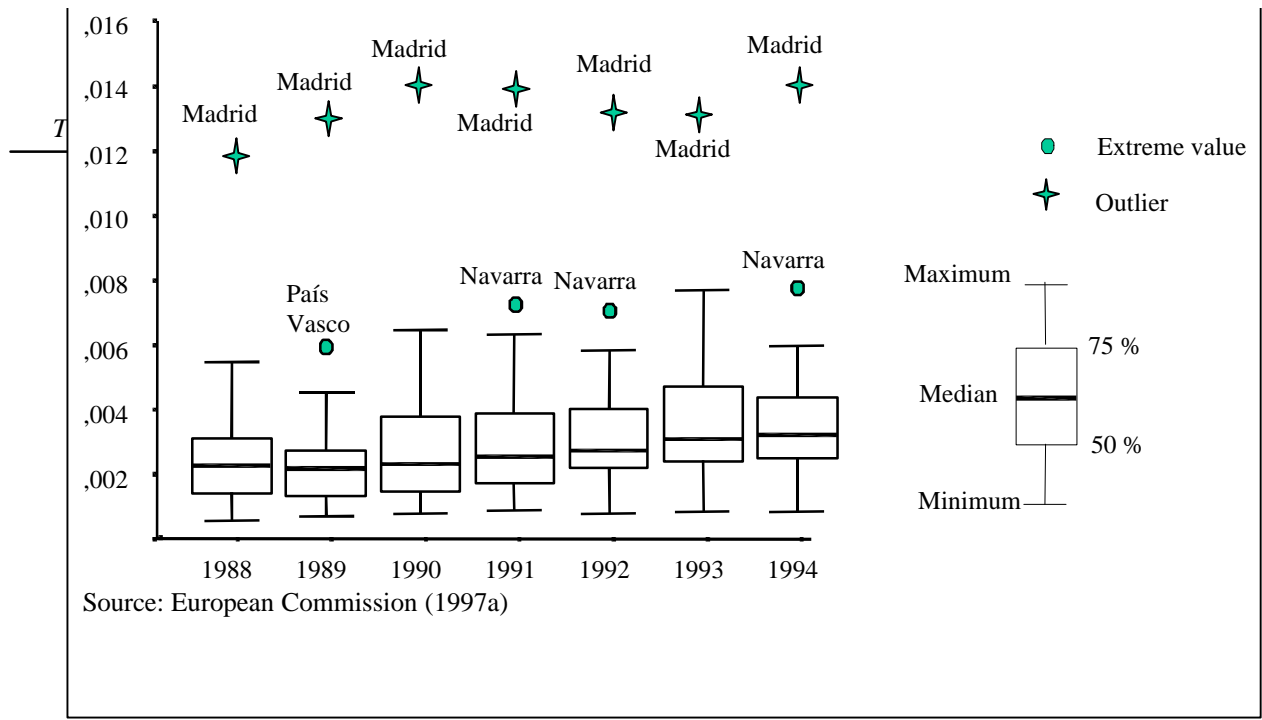 ,016
Madrid
Madrid
Madrid
Madrid
,014
Madrid
Madrid
Madrid
T
,012
Extreme value
Outlier
,010
Navarra
Navarra
Navarra
Maximum
,008
País
Vasco
,006
75 %
,004
Median
50 %
,002
Minimum
1988 1989 1990 1991 1992 1993 1994
Source: European Commission (1997a)